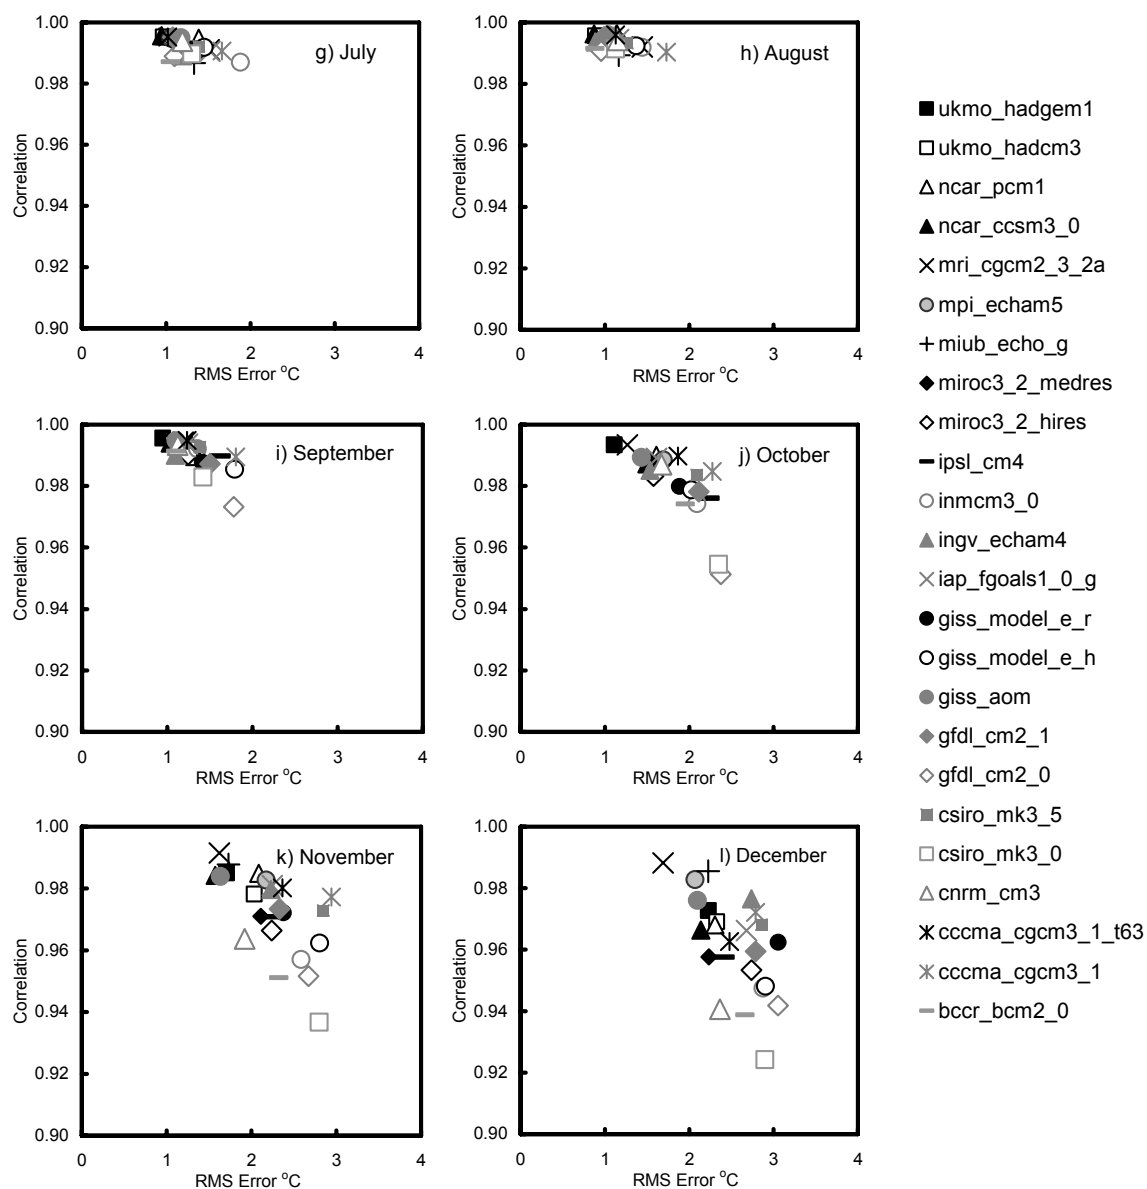 g) July
Correlation
1.00
0.98
0.96
0.94
0.92
0.90
0 1 2 3 4
RMS Error °C
h) August
Correlation
1.00
0.98
0.96
0.94
0.92
0.90
0 1 2 3 4
RMS Error °C
i) September
Correlation
1.00
0.98
0.96
0.94
0.92
0.90
0 1 2 3 4
RMS Error °C
j) October
Correlation
1.00
0.98
0.96
0.94
0.92
0.90
0 1 2 3 4
RMS Error °C
k) November
Correlation
1.00
0.98
0.96
0.94
0.92
0.90
0 1 2 3 4
RMS Error °C
l) December
Correlation
1.00
0.98
0.96
0.94
0.92
0.90
0 1 2 3 4
RMS Error °C
ukmo_hadgem1
ukmo_hadcm3
ncar_pcm1
ncar_ccsm3_0
mri_cgcm2_3_2a
mpi_echam5
miub_echo_g
miroc3_2_medres
miroc3_2_hires
ipsl_cm4
inmcm3_0
ingv_echam4
iap_fgoals1_0_g
giss_model_e_r
giss_model_e_h
giss_aom
gfdl_cm2_1
gfdl_cm2_0
csiro_mk3_5
csiro_mk3_0
cnrm_cm3
cccma_cgcm3_1_t63
cccma_cgcm3_1
bccr_bcm2_0